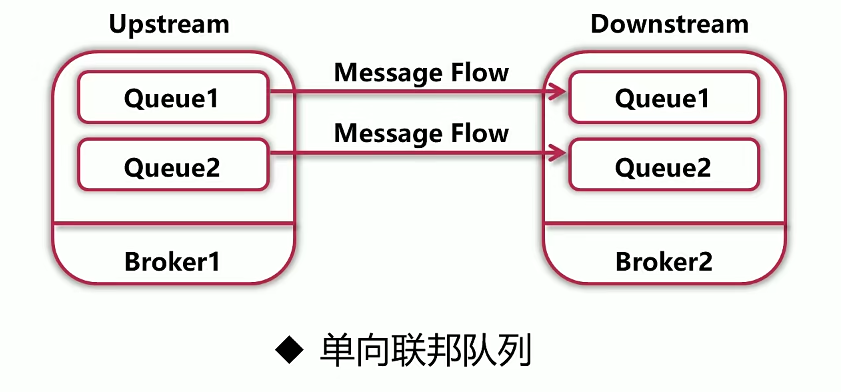 Upstream
Downstream
Message Flow
Queue1
Queue1
Message Flow
Queue2
Queue2
Broker1
Broker2
◆ 单向联邦队列